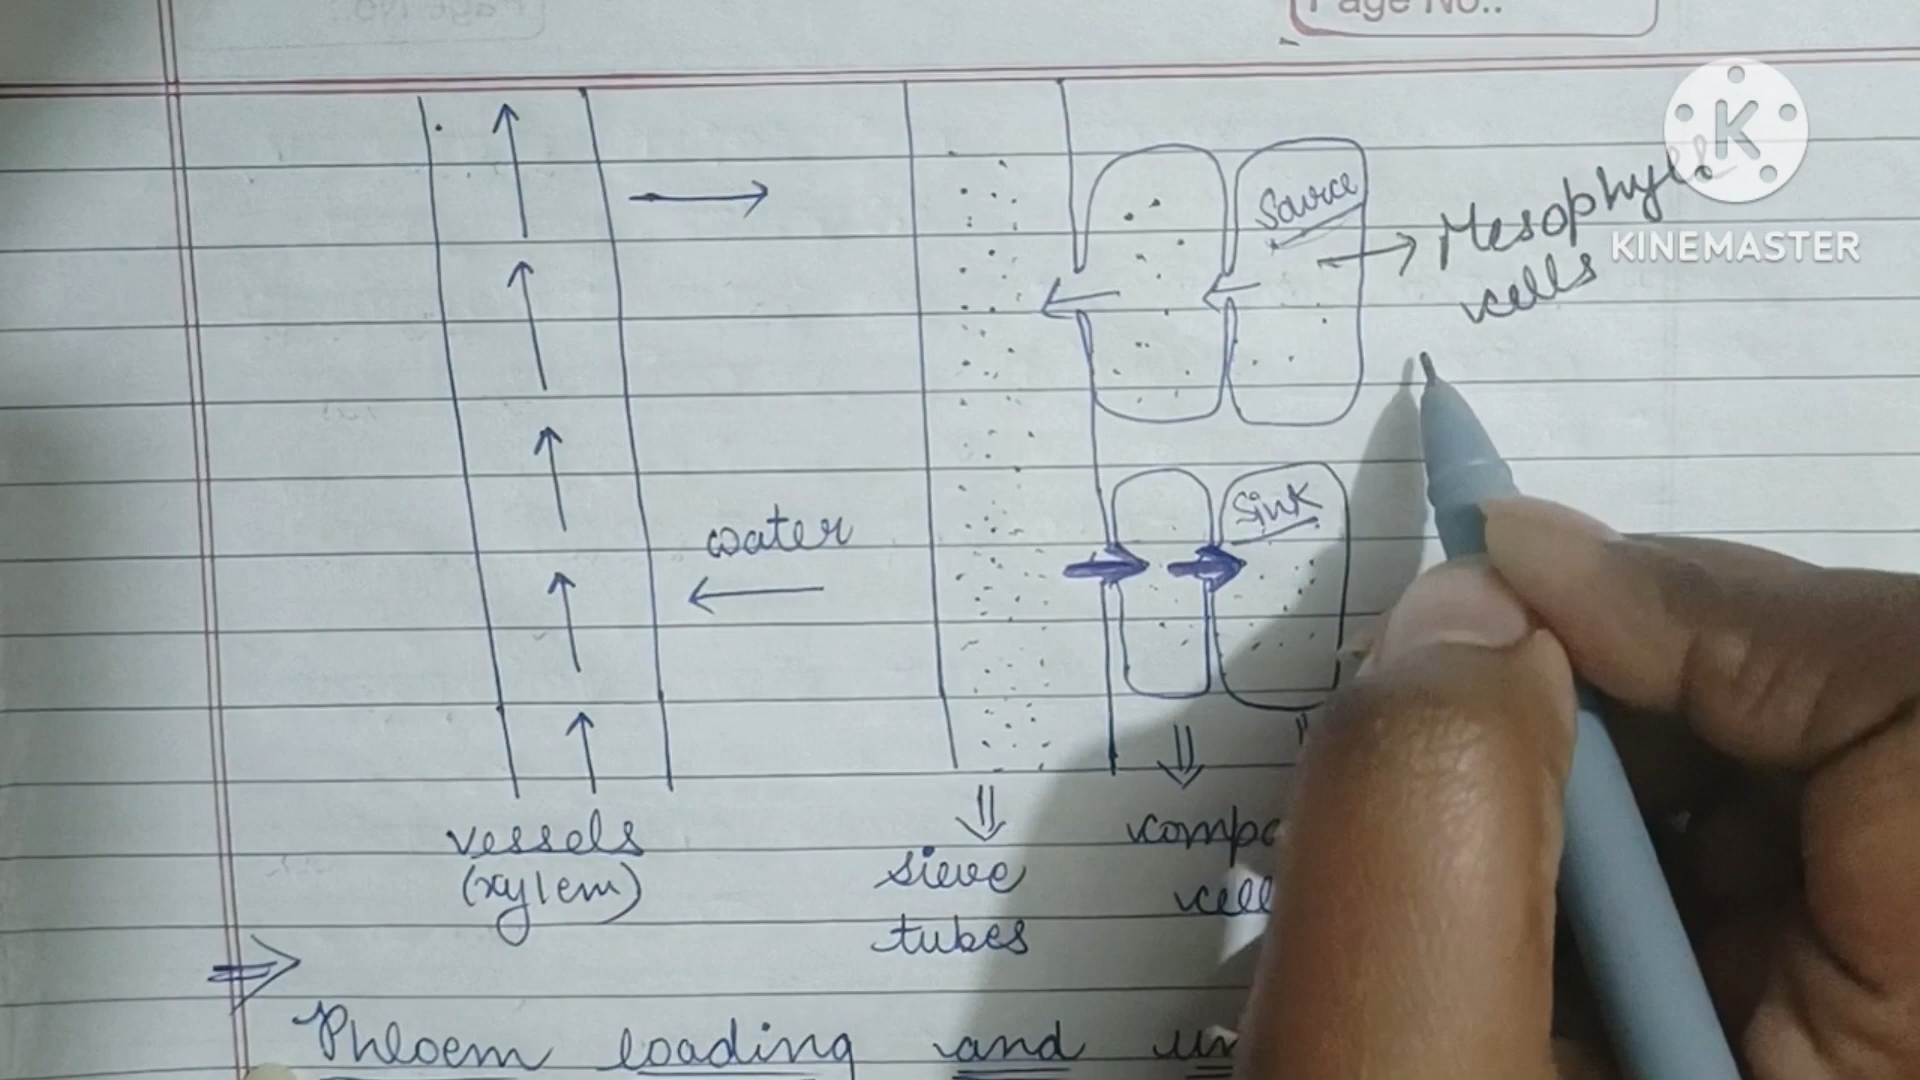 Page No.:
Source
Mesophyll
cells
KINEMASTER
Sink
water
vessels
(xylem)
sieve
tubes
Phloem loading and